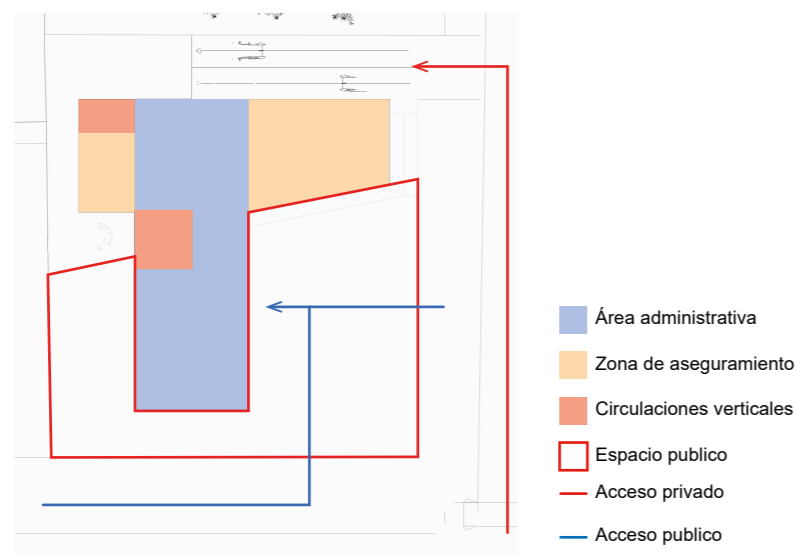 Área administrativa
Zona de aseguramiento
Circulaciones verticales
Espacio publico
Acceso privado
Acceso publico